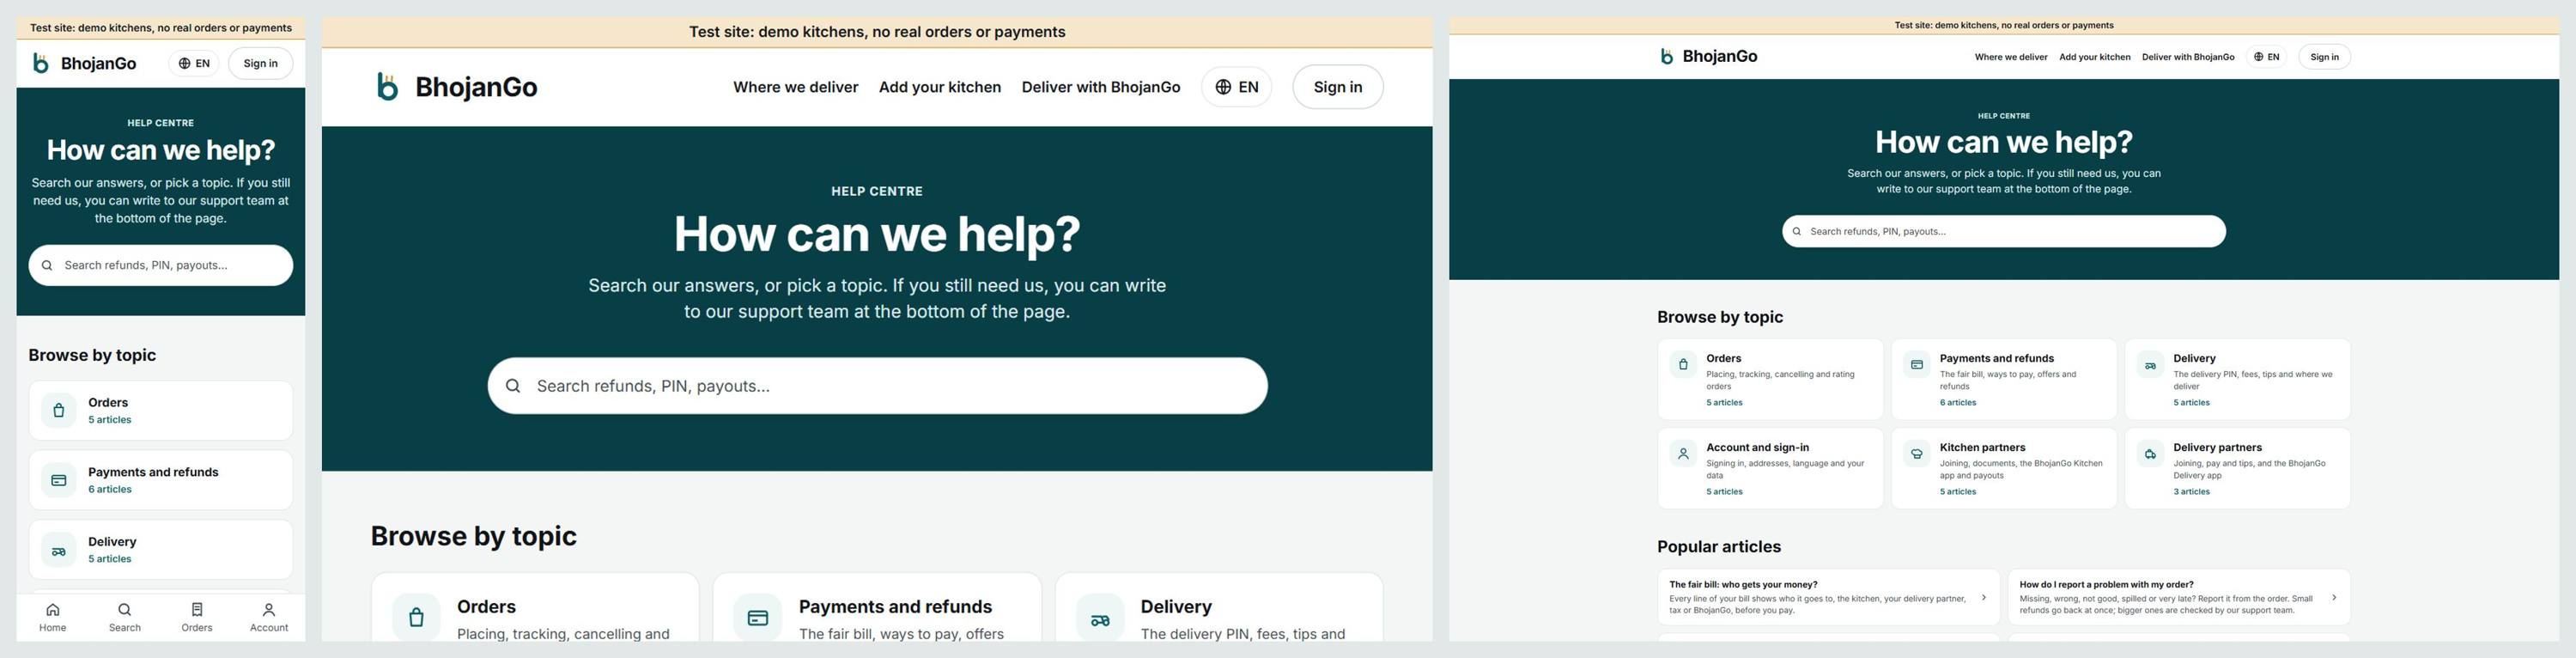 Test site: demo kitchens, no real orders or payments
BhojanGo
EN
Sign in
HELP CENTRE
How can we help?
Search our answers, or pick a topic. If you still
need us, you can write to our support team at
the bottom of the page.
Search refunds, PIN, payouts...
Browse by topic
Orders
5 articles
Payments and refunds
6 articles
Delivery
5 articles
Home
Search
Orders
Account
Test site: demo kitchens, no real orders or payments
BhojanGo
Where we deliver
Add your kitchen
Deliver with BhojanGo
EN
Sign in
HELP CENTRE
How can we help?
Search our answers, or pick a topic. If you still need us, you can write
to our support team at the bottom of the page.
Search refunds, PIN, payouts...
Browse by topic
Orders
Placing, tracking, cancelling and
Payments and refunds
The fair bill, ways to pay, offers
Delivery
The delivery PIN, fees, tips and
Test site: demo kitchens, no real orders or payments
BhojanGo
Where we deliver
Add your kitchen
Deliver with BhojanGo
EN
Sign in
HELP CENTRE
How can we help?
Search our answers, or pick a topic. If you still need us, you can
write to our support team at the bottom of the page.
Search refunds, PIN, payouts...
Browse by topic
Orders
Placing, tracking, cancelling and rating
orders
5 articles
Payments and refunds
The fair bill, ways to pay, offers and
refunds
6 articles
Delivery
The delivery PIN, fees, tips and where we
deliver
5 articles
Account and sign-in
Signing in, addresses, language and your
data
5 articles
Kitchen partners
Joining, documents, the BhojanGo Kitchen
app and payouts
5 articles
Delivery partners
Joining, pay and tips, and the BhojanGo
Delivery app
3 articles
Popular articles
The fair bill: who gets your money?
Every line of your bill shows who it goes to, the kitchen, your delivery partner,
tax or BhojanGo, before you pay.
How do I report a problem with my order?
Missing, wrong, not good, spilled or very late? Report it from the order. Small
refunds go back at once; bigger ones are checked by our support team.